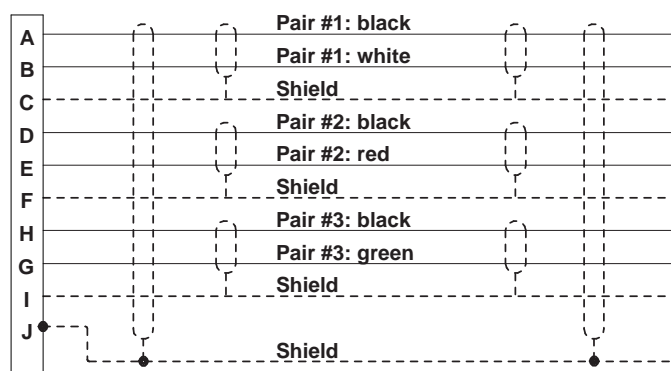 A
Pair #1: black
B
Pair #1: white
C
Shield
D
Pair #2: black
E
Pair #2: red
F
Shield
H
Pair #3: black
G
Pair #3: green
I
Shield
J
Shield